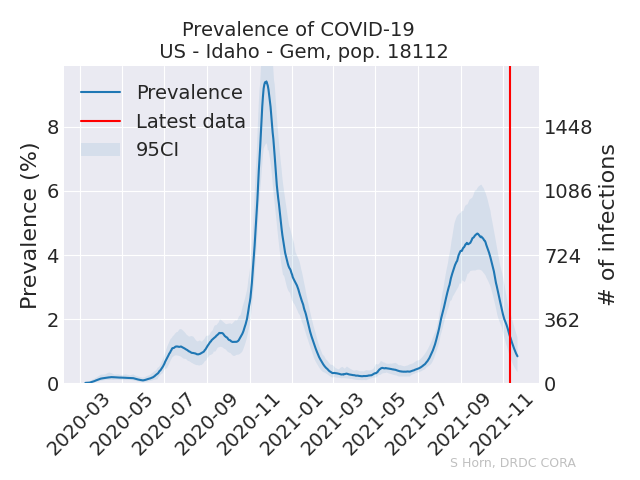 Prevalence of COVID-19
US - Idaho - Gem, pop. 18112
Prevalence
Latest data
95CI
Prevalence (%)
8
6
4
2
0
1448
1086
724
362
0
# of infections
2020-03
2020-05
2020-07
2020-09
2020-11
2021-01
2021-03
2021-05
2021-07
2021-09
2021-11
S Horn, DRDC CORA